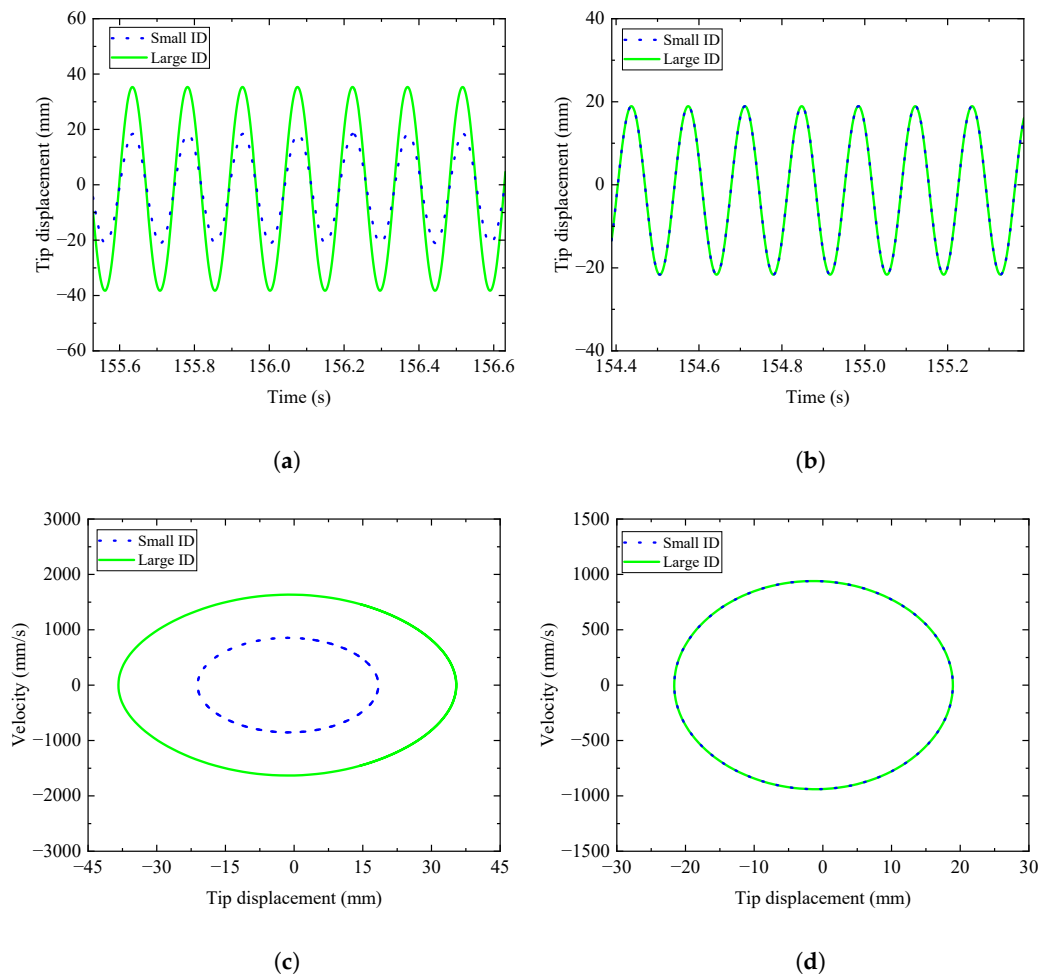 60
40
20
0
−20
−40
−60
Tip displacement (mm)
Small ID
Large ID
155.6 155.8 156.0 156.2 156.4 156.6
Time (s)
(a)
40
20
0
−20
−40
Tip displacement (mm)
Small ID
Large ID
154.4 154.6 154.8 155.0 155.2
Time (s)
(b)
3000
2000
1000
0
−1000
−2000
−3000
Velocity (mm/s)
Small ID
Large ID
−45 −30 −15 0 15 30 45
Tip displacement (mm)
(c)
1500
1000
500
0
−500
−1000
−1500
Velocity (mm/s)
Small ID
Large ID
−30 −20 −10 0 10 20 30
Tip displacement (mm)
(d)